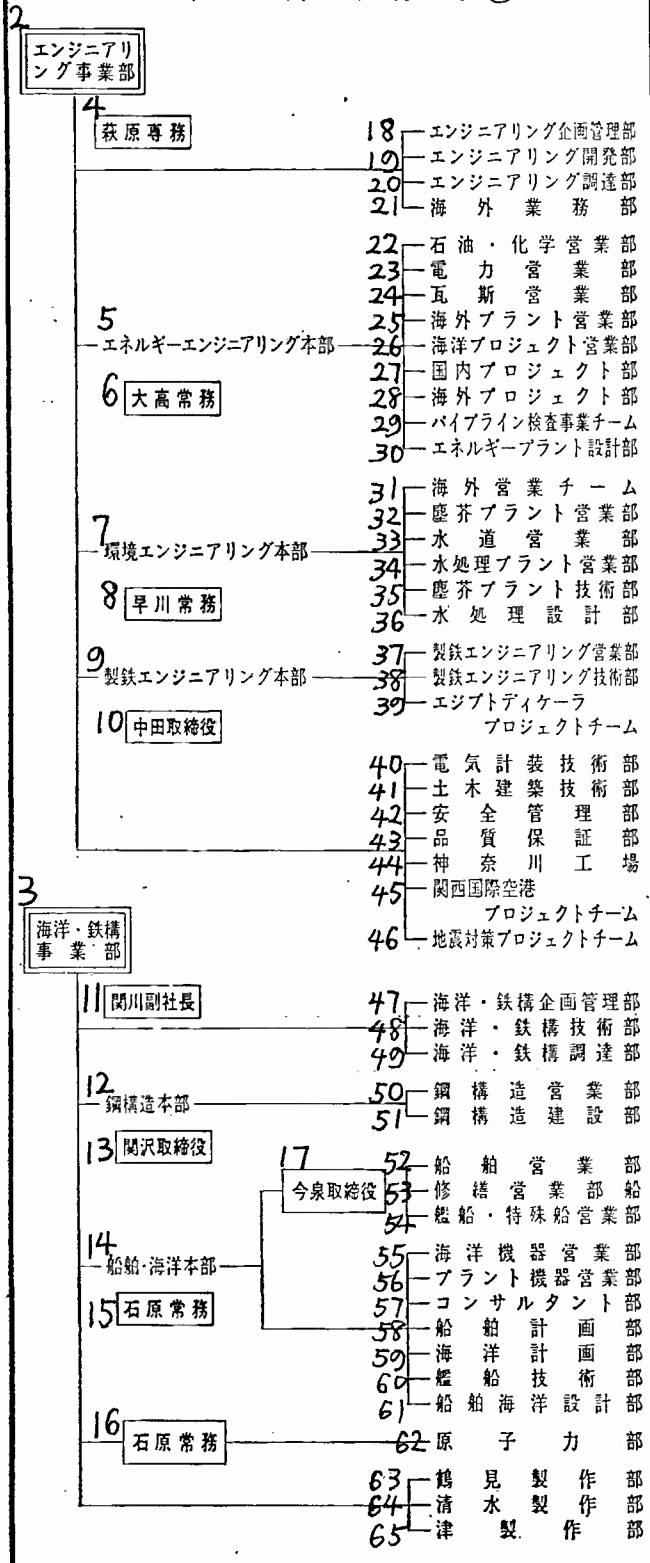 2
エンジニアリ
ング事業部
4
萩原専務
18 エンジニアリング企画管理部
19 エンジニアリング開発部
20 エンジニアリング調達部
21 海外業務部
22 石油・化学営業部
23 電力営業部
24 瓦斯営業部
25 海外プラント営業部
5
エネルギーエンジニアリング本部
26 海洋プロジェクト営業部
27 国内プロジェクト部
6 大高常務
28 海外プロジェクト部
29 パイプライン検査事業チーム
30 エネルギープラント設計部
31 海外営業チーム
32 塵芥プラント営業部
7
環境エンジニアリング本部
33 水道営業部
34 水処理プラント営業部
8 早川常務
35 塵芥プラント技術部
36 水処理設計部
9
製鉄エンジニアリング本部
37 製鉄エンジニアリング営業部
38 製鉄エンジニアリング技術部
39 エジプトディケーラ
プロジェクトチーム
10 中田取締役
40 電気計装技術部
41 土木建築技術部
42 安全管理部
43 品質保証部
44 神奈川工場
45 関西国際空港
プロジェクトチーム
46 地震対策プロジェクトチーム
3
海洋・鉄構
事業部
11 関川副社長
47 海洋・鉄構企画管理部
48 海洋・鉄構技術部
49 海洋・鉄構調達部
12
鋼構造本部
50 鋼構造営業部
51 鋼構造建設部
13 関沢取締役
17
今泉取締役
52 船舶営業部
53 修繕営業部船
54 艦船・特殊船営業部
14
船舶・海洋本部
55 海洋機器営業部
56 プラント機器営業部
15 石原常務
57 コンサルタント部
58 船舶計画部
59 海洋計画部
60 艦船技術部
61 船舶海洋設計部
16 石原常務
62 原子力部
63 鶴見製作部
64 清水製作部
65 津製作部